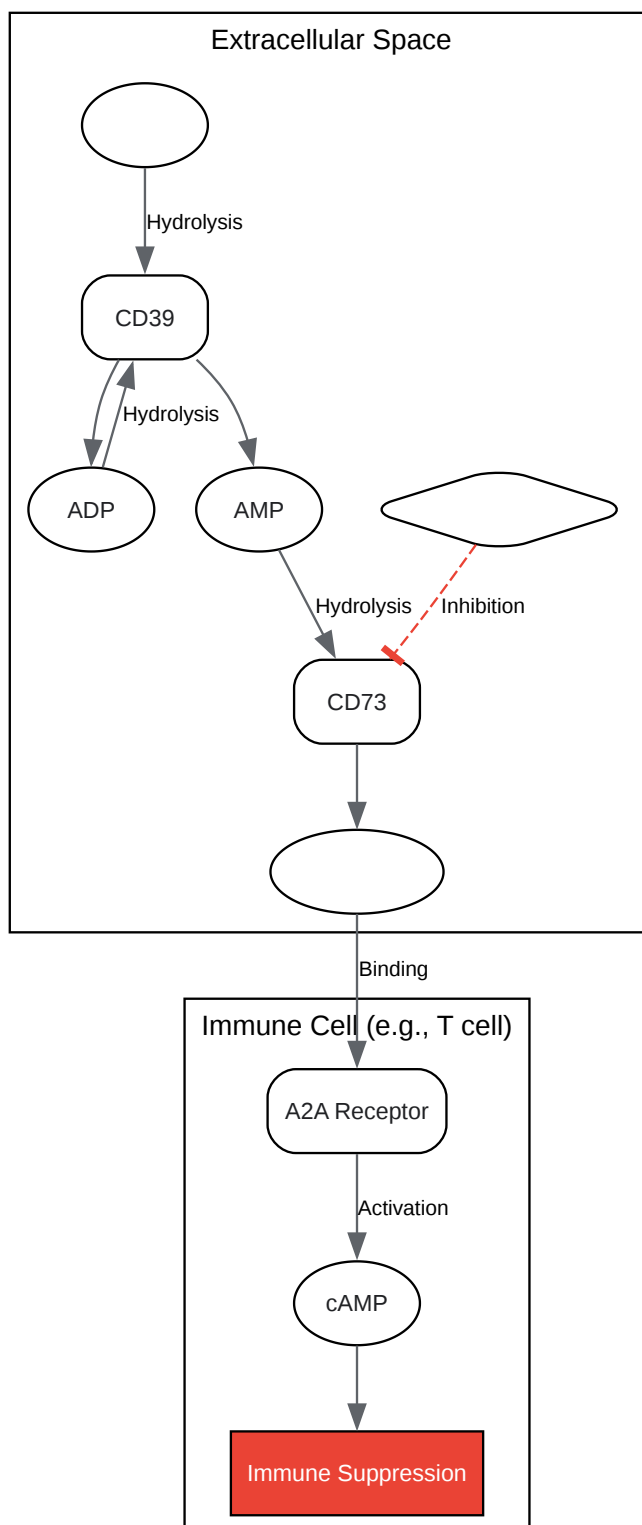 Extracellular Space
Hydrolysis
CD39
Hydrolysis
ADP
AMP
Hydrolysis
Inhibition
CD73
Binding
Immune Cell (e.g., T cell)
A2A Receptor
Activation
cAMP
Immune Suppression